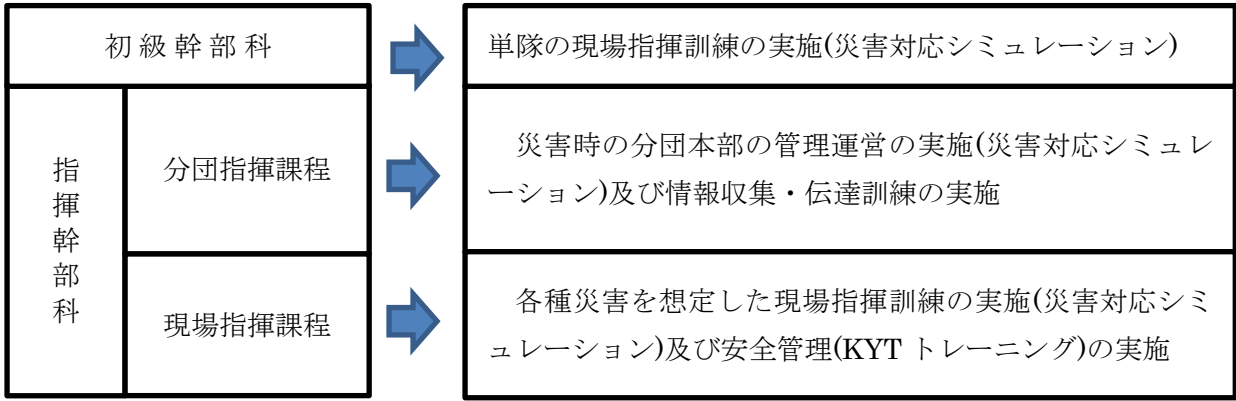 初級幹部科
単隊の現場指揮訓練の実施(災害対応シミュレーション)
指揮幹部科
分団指揮課程
災害時の分団本部の管理運営の実施(災害対応シミュレ
ーション)及び情報収集・伝達訓練の実施
現場指揮課程
各種災害を想定した現場指揮訓練の実施(災害対応シミ
ュレーション)及び安全管理(KYT トレーニング)の実施